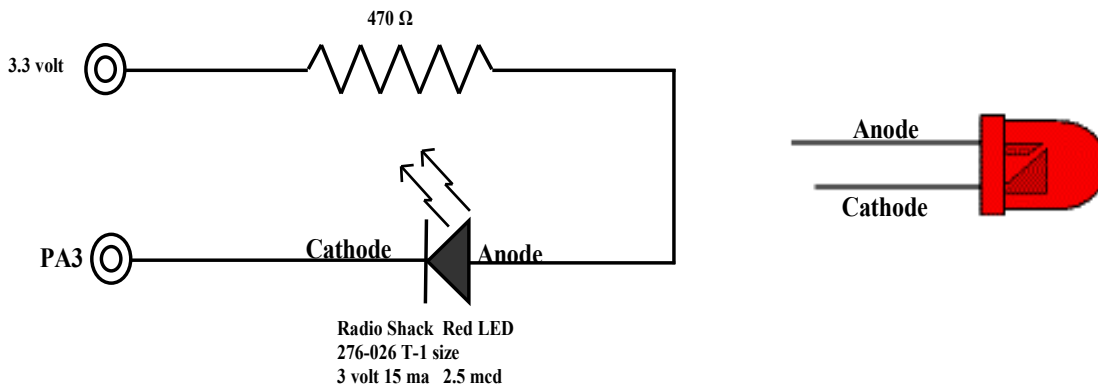 470 Ω
3.3 volt
Anode
Cathode
PA3
Cathode
Anode
Radio Shack Red LED
276-026 T-1 size
3 volt 15 ma 2.5 mcd